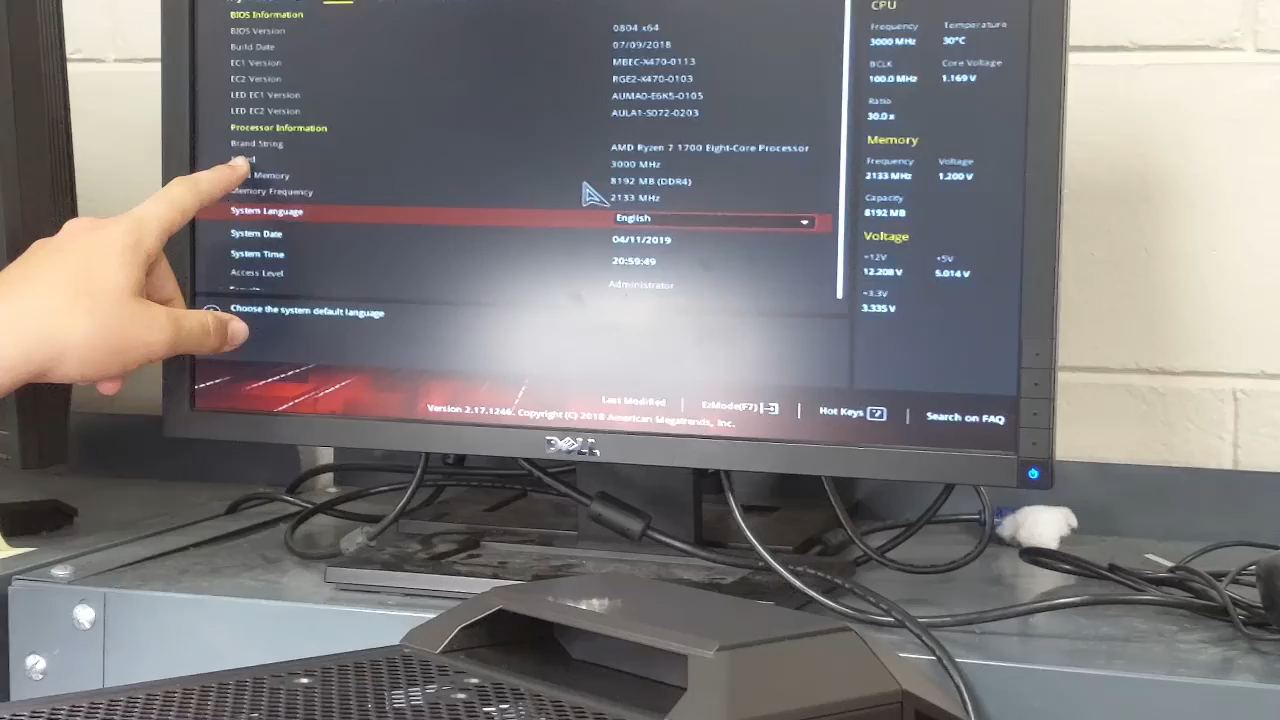 BIOS Information
BIOS Version 0804 x64
Build Date 07/09/2018
EC1 Version MBEC-X470-0113
EC2 Version RGE2-X470-0103
LED EC1 Version AUMA0-E6K5-0105
LED EC2 Version AULA1-S072-0203
Processor Information
Brand String AMD Ryzen 7 1700 Eight-Core Processor
3000 MHz
Memory 8192 MB (DDR4)
Memory Frequency 2133 MHz
System Language English
System Date 04/11/2019
System Time 20:59:49
Access Level Administrator
Choose the system default language
CPU
Frequency Temperature
3000 MHz 30°C
BCLK Core Voltage
100.0 MHz 1.169 V
Ratio
30.0x
Memory
Frequency Voltage
2133 MHz 1.200 V
Capacity
8192 MB
Voltage
+12V +5V
12.208 V 5.014 V
+3.3V
3.335 V
Last Modified EzMode(F7) Hot Keys ? Search on FAQ
Version 2.17.1246. Copyright (C) 2018 American Megatrends, Inc.
DELL